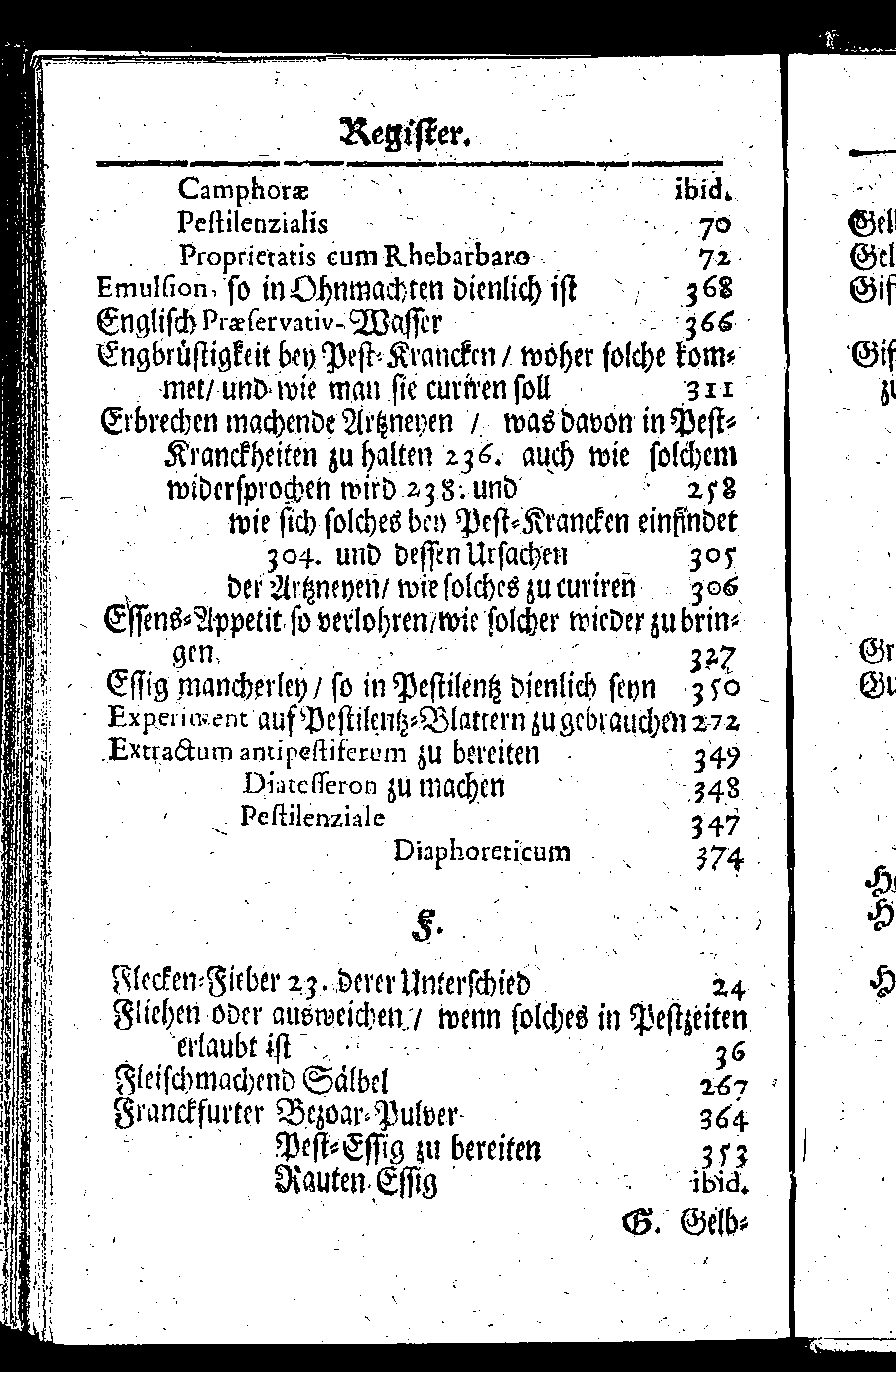 Register.
Camphoræ ibid.
Pestilenzialis 70
Proprietatis cum Rhebarbaro 72
Emulsion, so in Ohnmachten dienlich ist 368
Englisch Præservativ-Wasser 366
Engbrüstigkeit bey Pest-Krancken / woher solche kom-
met / und wie man sie curiren soll 311
Erbrechen machende Artzneyen / was davon in Pest-
Kranckheiten zu halten 236. auch wie solchem
widersprochen wird 238. und 258
wie sich solches bey Pest-Krancken einfindet
304. und dessen Ursachen 305
der Artzneyen / wie solches zu curiren 306
Essens-Appetit so verlohren / wie solcher wieder zu brin-
gen. 327
Essig mancherley / so in Pestilentz dienlich seyn 350
Experiment auf Pestilentz-Blattern zu gebrauchen 272
Extractum antipestiferum zu bereiten 349
Diatesseron zu machen 348
Pestilenziale 347
Diaphoreticum 374
F.
Flecken-Fieber 23. derer Unterschied 24
Fliehen oder ausweichen / wenn solches in Pestzeiten
erlaubt ist 36
Fleischmachend Sälbel 267
Franckfurter Bezoar-Pulver 364
Pest-Essig zu bereiten 353
Rauten Essig ibid.
G. Gelb-
Gel
Gel
Gif
Gif
zu
Gr
Gu
H
H